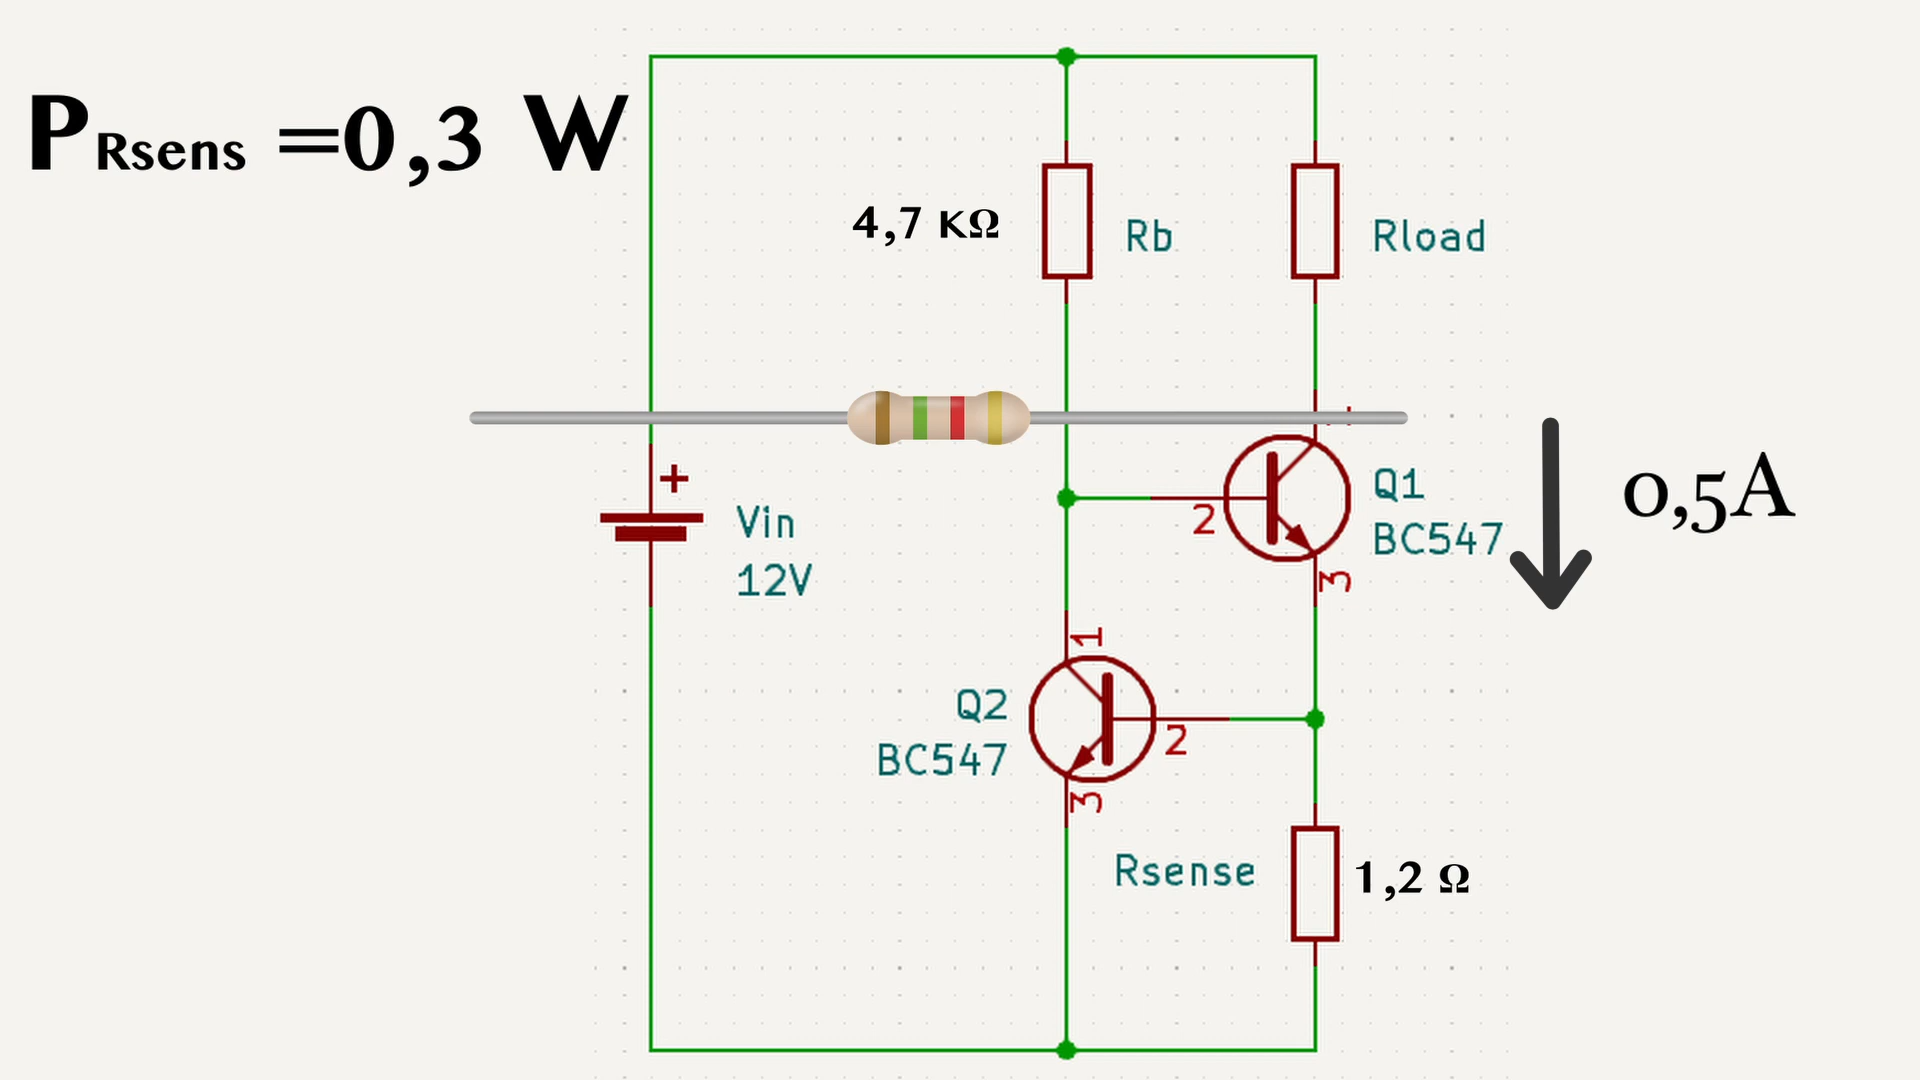 PRsens =0,3 W
4,7 KΩ
Rb
Rload
+
Vin
12V
2
Q1
BC547
3
0,5A
1
Q2
BC547
2
3
Rsense
1,2 Ω